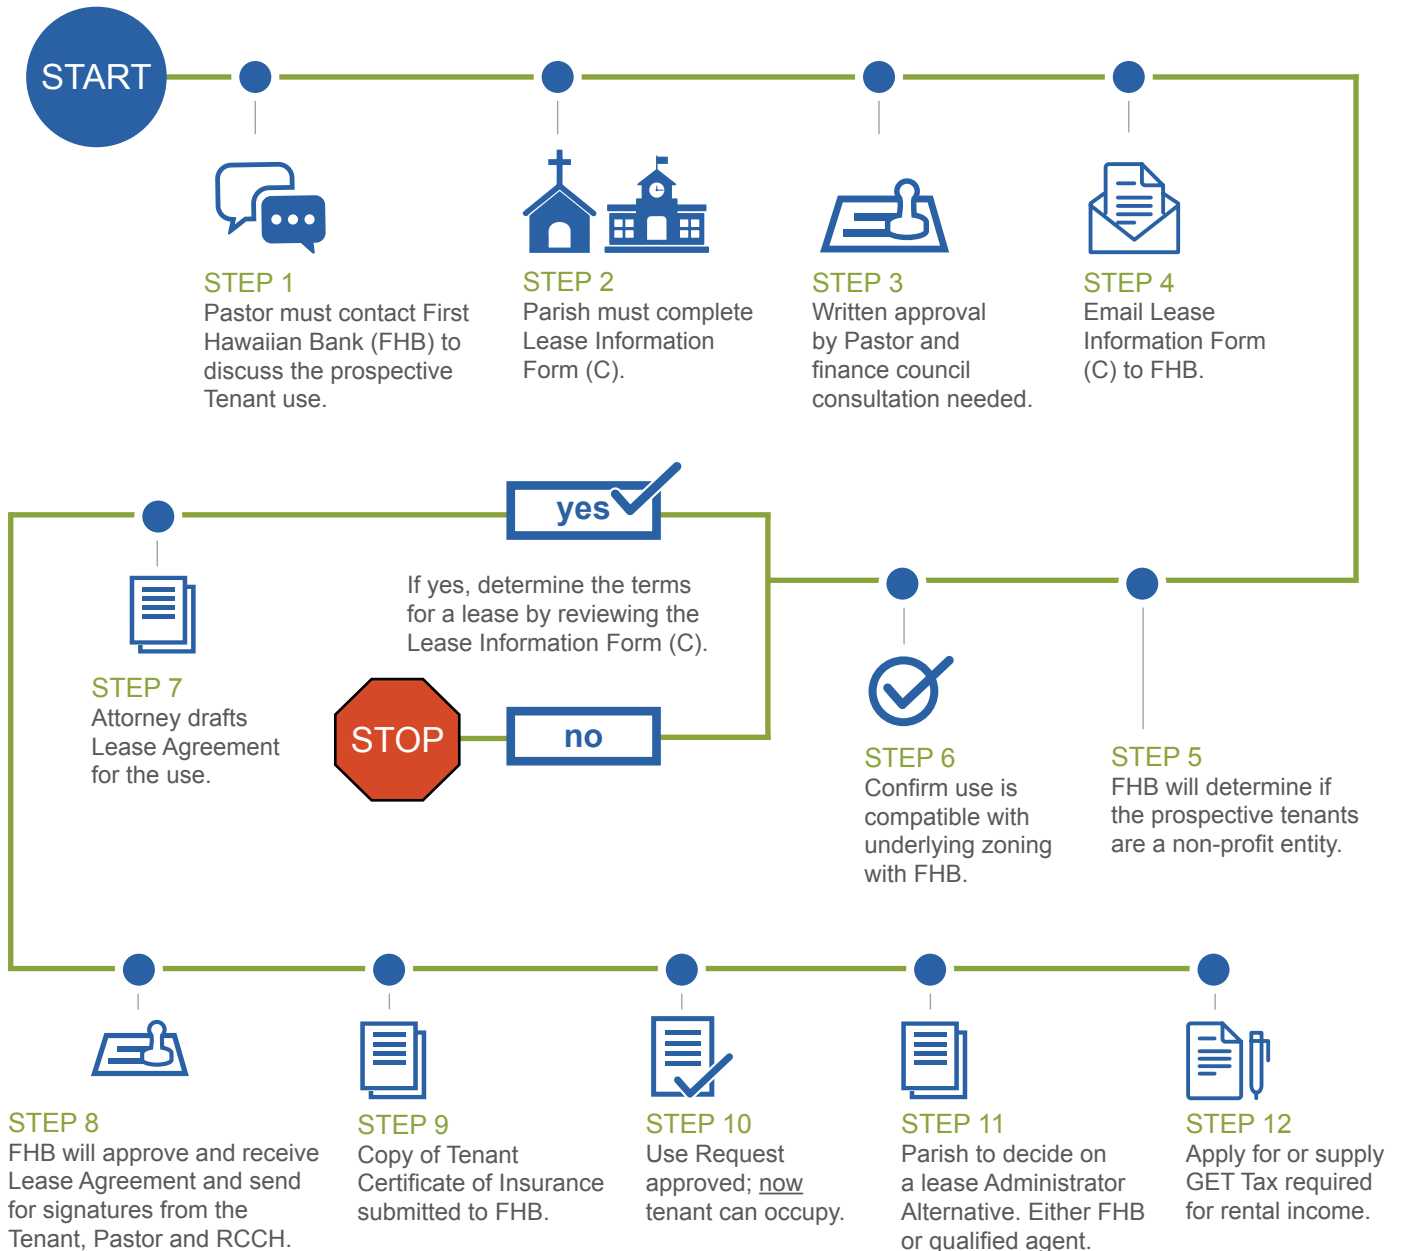 START
STEP 1
Pastor must contact First
Hawaiian Bank (FHB) to
discuss the prospective
Tenant use.
STEP 2
Parish must complete
Lease Information
Form (C).
STEP 3
Written approval
by Pastor and
finance council
consultation needed.
STEP 4
Email Lease
Information Form
(C) to FHB.
STEP 5
FHB will determine if
the prospective tenants
are a non-profit entity.
STEP 6
Confirm use is
compatible with
underlying zoning
with FHB.
yes
If yes, determine the terms
for a lease by reviewing the
Lease Information Form (C).
no
STOP
STEP 7
Attorney drafts
Lease Agreement
for the use.
STEP 8
FHB will approve and receive
Lease Agreement and send
for signatures from the
Tenant, Pastor and RCCH.
STEP 9
Copy of Tenant
Certificate of Insurance
submitted to FHB.
STEP 10
Use Request
approved; now
tenant can occupy.
STEP 11
Parish to decide on
a lease Administrator
Alternative. Either FHB
or qualified agent.
STEP 12
Apply for or supply
GET Tax required
for rental income.